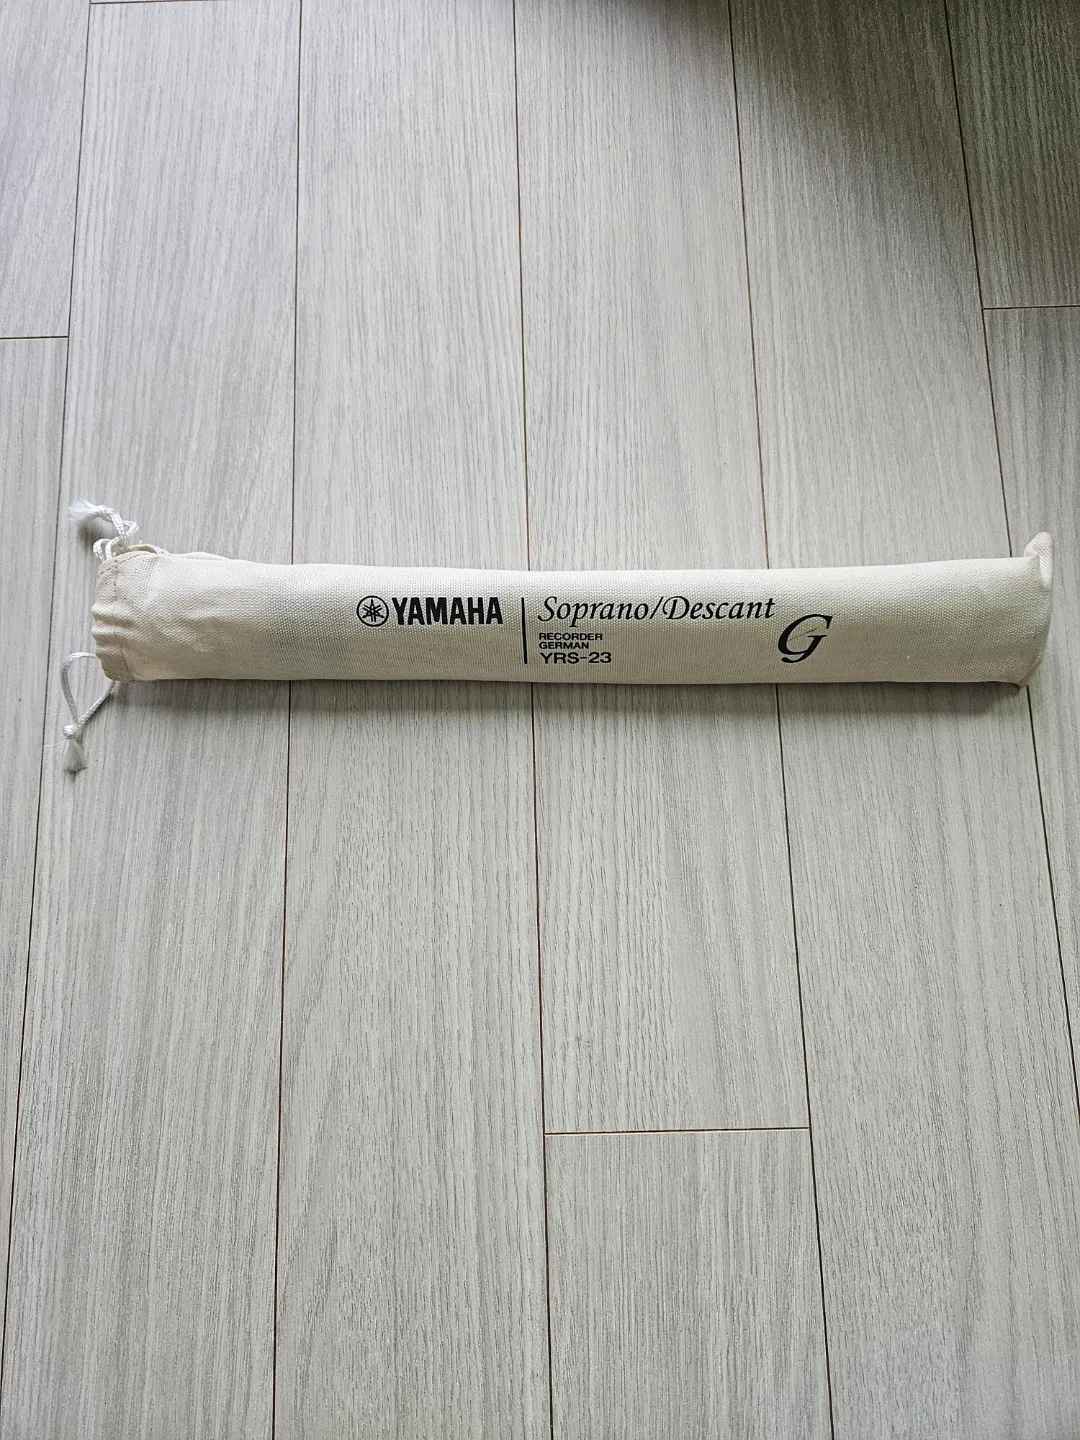 YAMAHA
Soprano/Descant
RECORDER
GERMAN
YRS-23
G